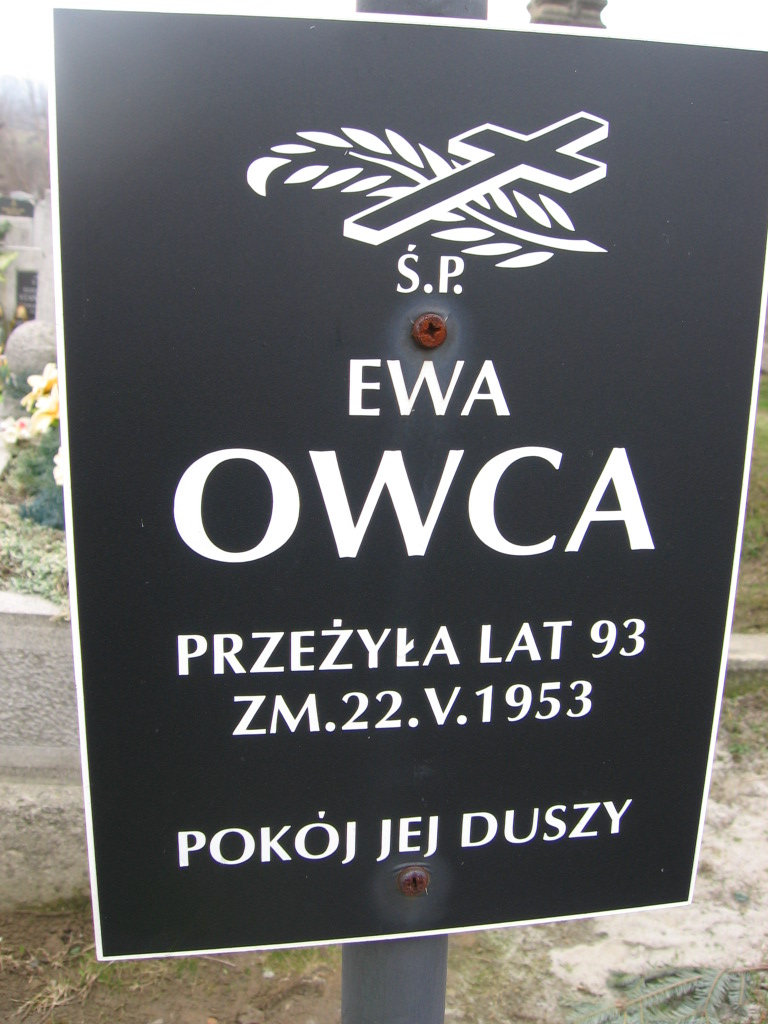 Ś.P.
EWA
OWCA
PRZEŻYŁA LAT 93
ZM.22.V.1953
POKÓJ JEJ DUSZY